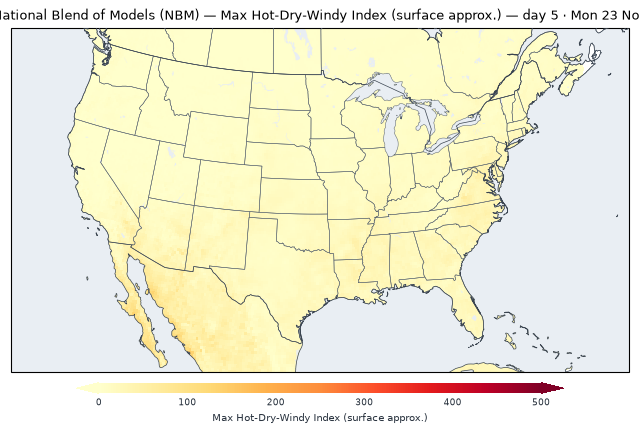 National Blend of Models (NBM) — Max Hot-Dry-Windy Index (surface approx.) — day 5 · Mon 23 No
0 100 200 300 400 500
Max Hot-Dry-Windy Index (surface approx.)